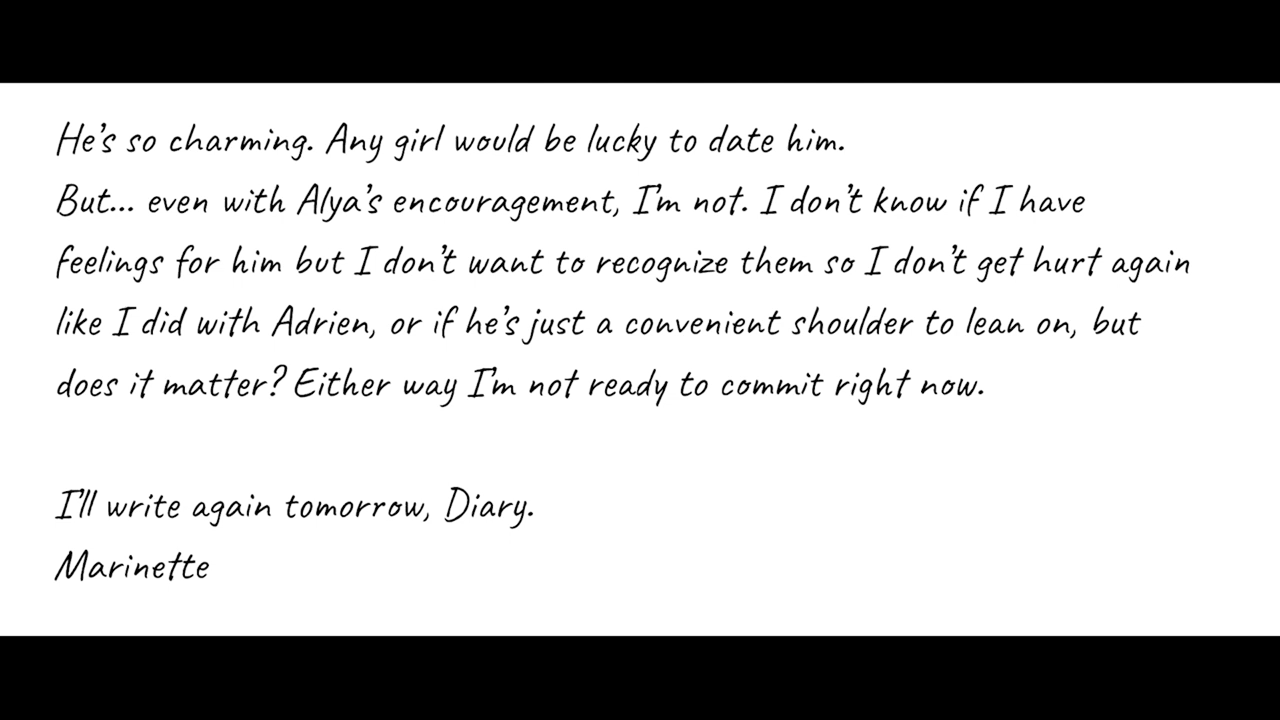 He's so charming. Any girl would be lucky to date him.
But... even with Alya's encouragement, I'm not. I don't know if I have
feelings for him but I don't want to recognize them so I don't get hurt again
like I did with Adrien, or if he's just a convenient shoulder to lean on, but
does it matter? Either way I'm not ready to commit right now.
I'll write again tomorrow, Diary.
Marinette